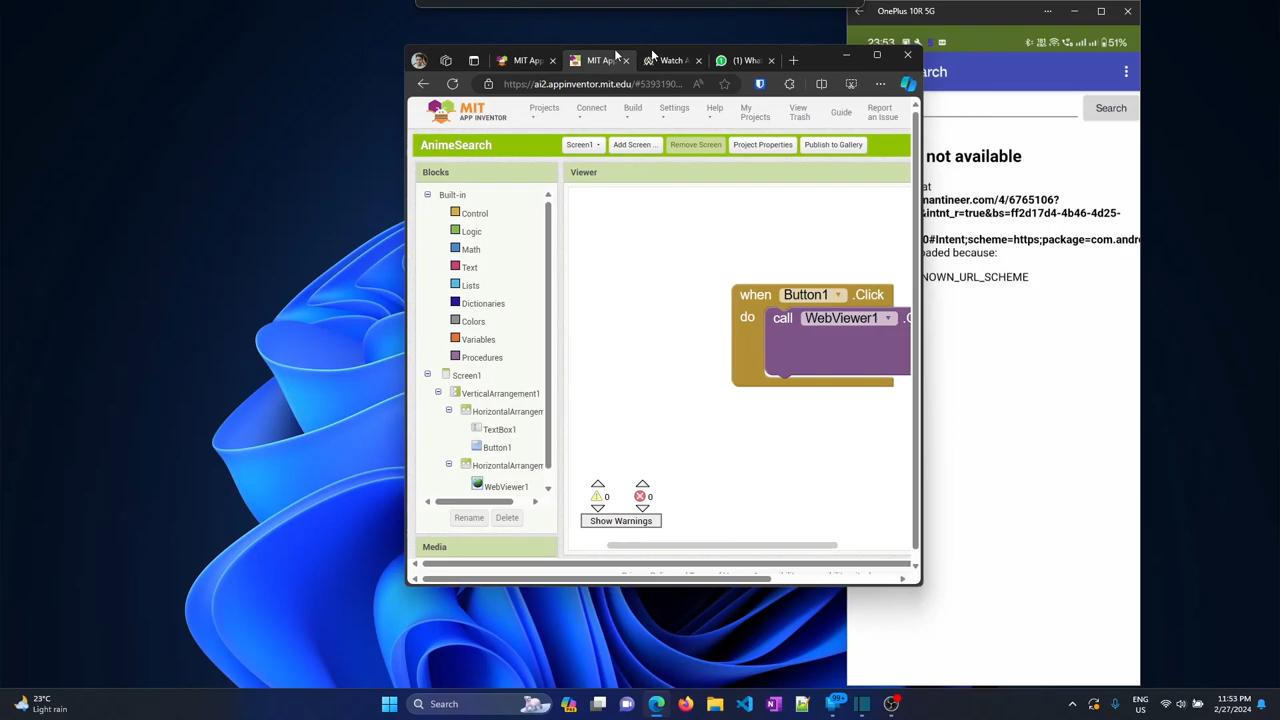 OnePlus 10R 5G
23:53
51%
arch
Search
not available
at
mantineer.com/4/6765106?
&intnt_r=true&bs=ff2d17d4-4b46-4d25-
0#Intent;scheme=https;package=com.andr
oaded because:
NOWN_URL_SCHEME
MIT App
MIT App
Watch A
(1) Wha
https://ai2.appinventor.mit.edu/#5393190...
MIT
APP INVENTOR
Projects
Connect
Build
Settings
Help
My Projects
View Trash
Guide
Report an Issue
AnimeSearch
Screen1
Add Screen ...
Remove Screen
Project Properties
Publish to Gallery
Blocks
Viewer
Built-in
Control
Logic
Math
Text
Lists
Dictionaries
Colors
Variables
Procedures
Screen1
VerticalArrangement1
HorizontalArrangem
TextBox1
Button1
HorizontalArrangem
WebViewer1
Rename
Delete
Media
when Button1 .Click
do call WebViewer1
0
0
Show Warnings
23°C
Light rain
Search
99+
ENG
US
11:53 PM
2/27/2024